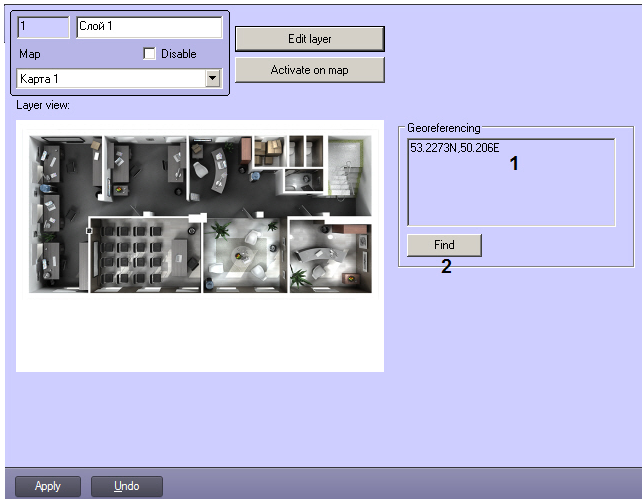 1
Слой 1
Map
Disable
Карта 1
Edit layer
Activate on map
Layer view:
Georeferencing
53.2273N,50.206E
1
Find
2
Apply
Undo